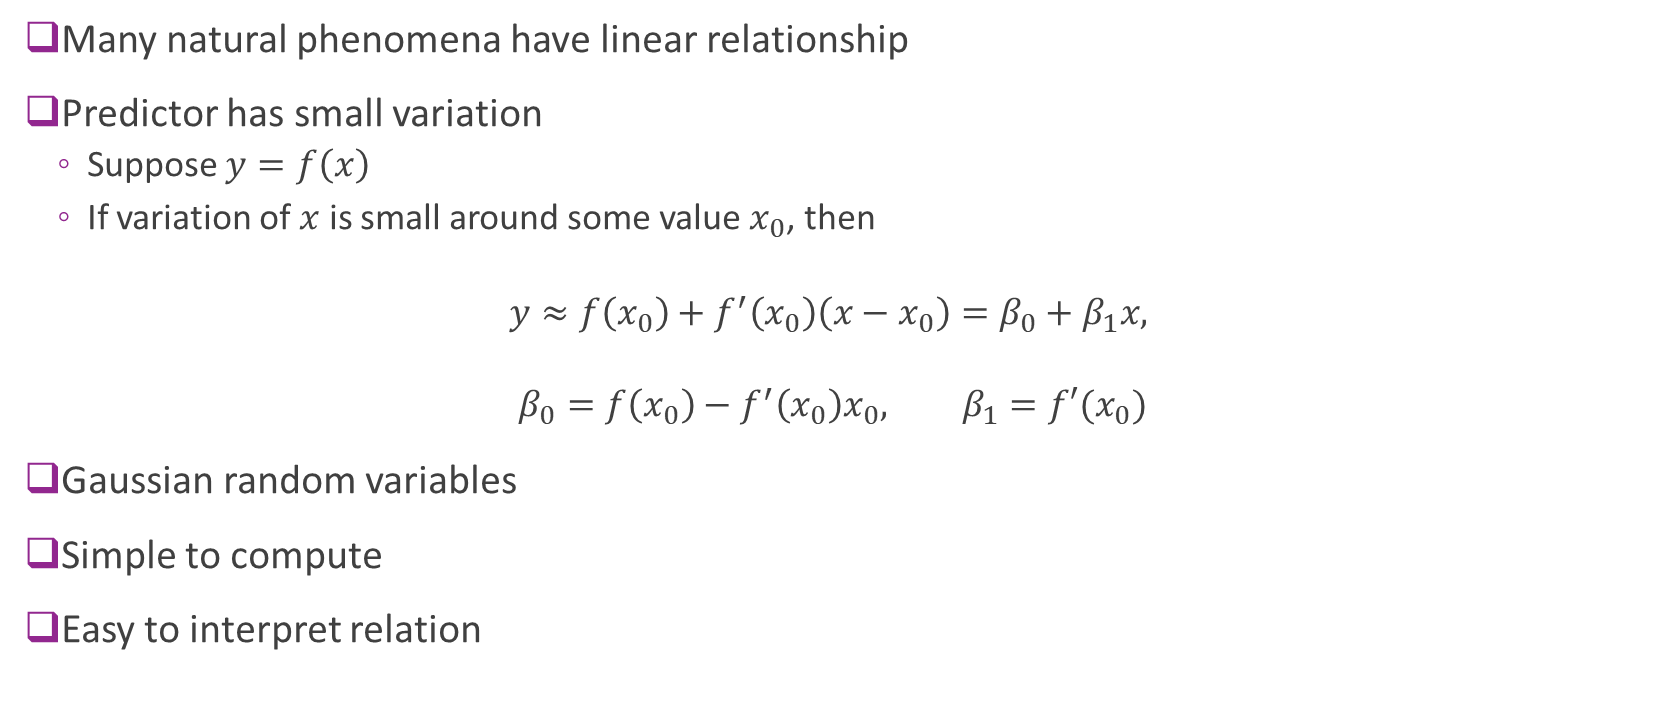 ❑Many natural phenomena have linear relationship
❑Predictor has small variation
◦ Suppose 𝑦 = 𝑓(𝑥)
◦ If variation of 𝑥 is small around some value 𝑥₀, then
𝑦 ≈ 𝑓(𝑥₀) + 𝑓′(𝑥₀)(𝑥 − 𝑥₀) = 𝛽₀ + 𝛽₁𝑥,
𝛽₀ = 𝑓(𝑥₀) − 𝑓′(𝑥₀)𝑥₀, 𝛽₁ = 𝑓′(𝑥₀)
❑Gaussian random variables
❑Simple to compute
❑Easy to interpret relation